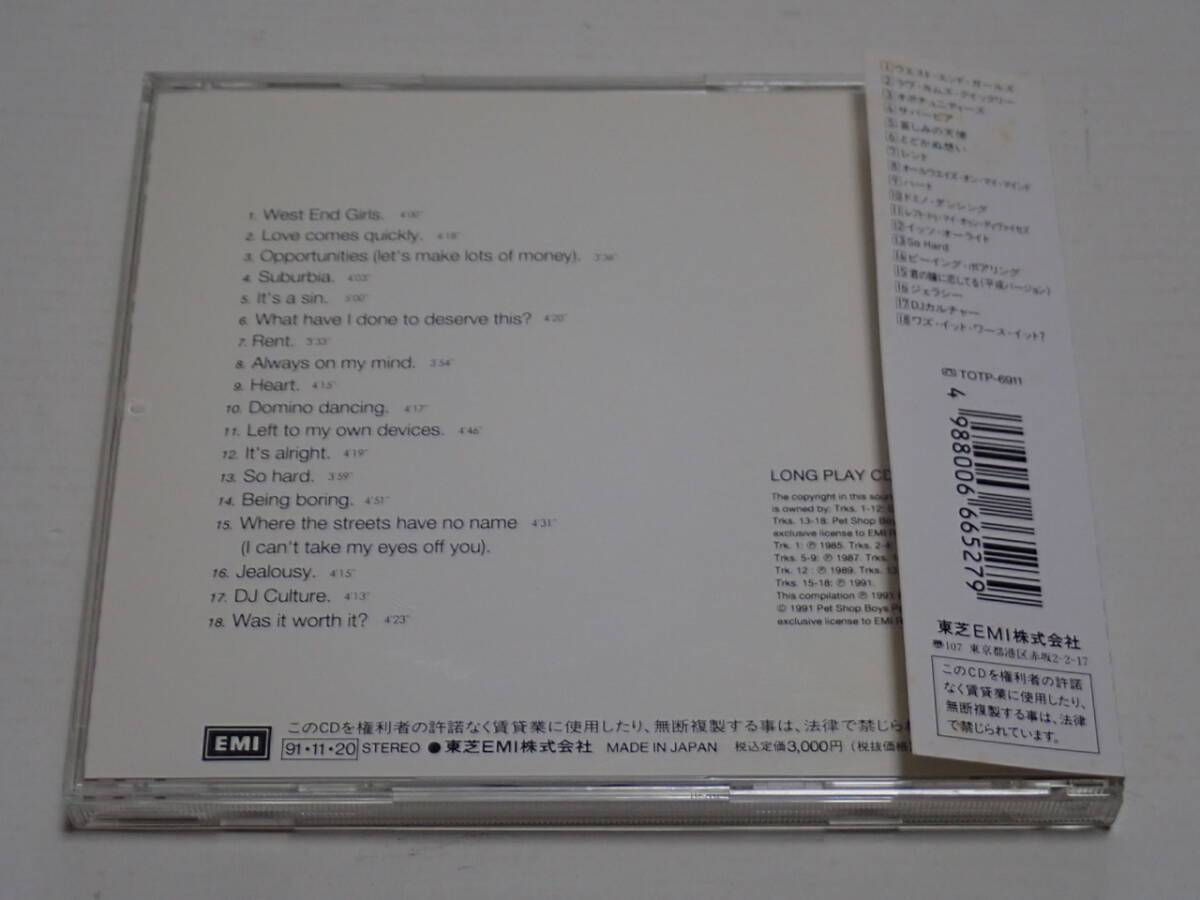 1. West End Girls. 4'00"
2. Love comes quickly. 4'18"
3. Opportunities (let's make lots of money). 3'36"
4. Suburbia. 4'03"
5. It's a sin. 5'00"
6. What have I done to deserve this? 4'20"
7. Rent. 3'33"
8. Always on my mind. 3'54"
9. Heart. 4'15"
10. Domino dancing. 4'17"
11. Left to my own devices. 4'46"
12. It's alright. 4'19"
13. So hard. 3'59"
14. Being boring. 4'51"
15. Where the streets have no name 4'31"
(I can't take my eyes off you).
16. Jealousy. 4'15"
17. DJ Culture. 4'13"
18. Was it worth it? 4'23"
LONG PLAY CD
The copyright in this soun
is owned by: Trks. 1-12:
Trks. 13-18: Pet Shop Boy
exclusive license to EMI R
Trk. 1: ℗ 1985. Trks. 2-4
Trks. 5-9: ℗ 1987. Trks.
Trk. 12 : ℗ 1989. Trks. 13
Trks. 15-18: ℗ 1991.
This compilation ℗ 1991
© 1991 Pet Shop Boys P
exclusive license to EMI R
このCDを権利者の許諾なく賃貸業に使用したり、無断複製する事は、法律で禁じられ
EMI 91・11・20 STEREO ●東芝EMI株式会社 MADE IN JAPAN 税込定価3,000円(税抜価格
1 ウエスト・エンド・ガールズ
2 ラヴ・カムズ・クイックリー
3 オポチュニティーズ
4 サバービア
5 哀しみの天使
6 とどかぬ想い
7 レント
8 オールウエイズ・オン・マイ・マインド
9 ハート
10 ドミノ・ダンシング
11 レフト・トゥ・マイ・オウン・ディヴァイセズ
12 イッツ・オーライト
13 So Hard
14 ビーイング・ボアリング
15 君の瞳に恋してる(平成バージョン)
16 ジェラシー
17 DJカルチャー
18 ワズ・イット・ワース・イット?
TOTP-6911
4 988006 665279
東芝EMI株式会社
〠107 東京都港区赤坂2-2-17
このCDを権利者の許諾
なく賃貸業に使用したり、
無断複製する事は、法律
で禁じられています。